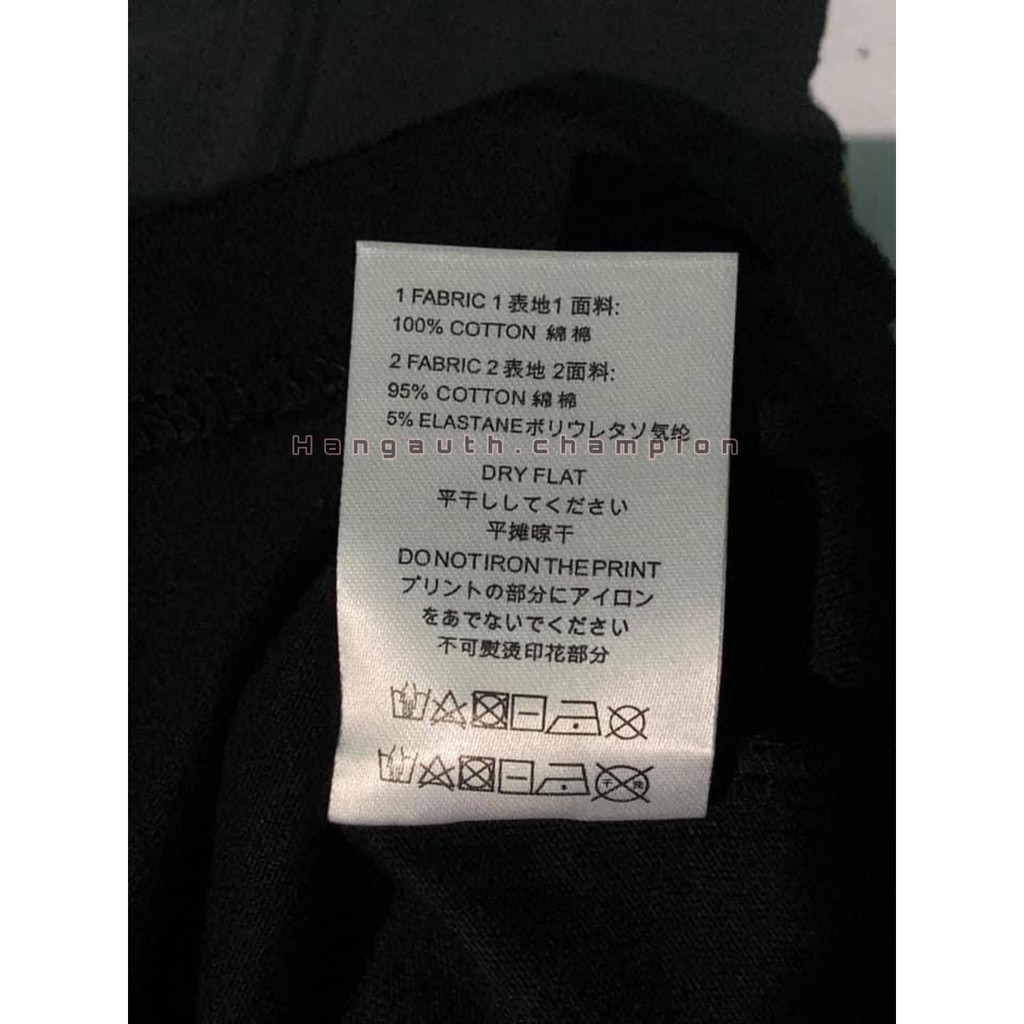 1 FABRIC 1 表地1 面料:
100% COTTON 綿 棉
2 FABRIC 2 表地 2面料:
95% COTTON 綿 棉
5% ELASTANE ポリウレタソ 気纶
Hangauth.champion
DRY FLAT
平干ししてください
平摊晾干
DO NOT IRON THE PRINT
プリントの部分にアイロン
をあでないでください
不可熨烫印花部分
干 洗